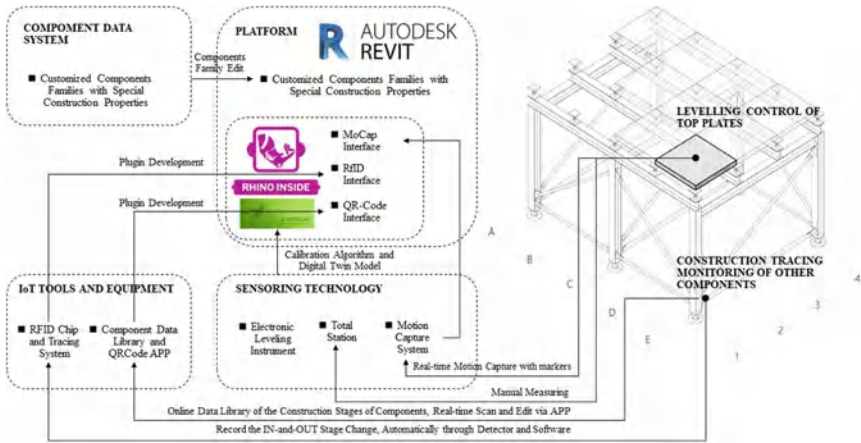 COMPOMENT DATA
SYSTEM
■ Customized Components
Families with Special
Construction Properties
Components
Family Edit
PLATFORM
R
AUTODESK
REVIT
■ Customized Components Families with
Special Construction Properties
RHINO INSIDE
■ MoCap
Interface
■ RfID
Interface
■ QR-Code
Interface
Plugin Development
Plugin Development
Calibration Algorithm and
Digital Twin Model
IoT TOOLS AND EQUIPMENT
■ RFID Chip
and Tracing
System
■ Component Data
Library and
QRCode APP
SENSORING TECHNOLOGY
■ Electronic
Leveling
Instrument
■ Total
Station
■ Motion
Capture
System
LEVELLING CONTROL OF
TOP PLATES
CONSTRUCTION TRACING
MONITORING OF OTHER
COMPONENTS
A
B
C
D
E
1
2
3
4
Real-time Motion Capture with markers
Manual Measuring
Online Data Library of the Construction Stages of Components, Real-time Scan and Edit via APP
Record the IN-and-OUT Stage Change, Automatically through Detector and Software